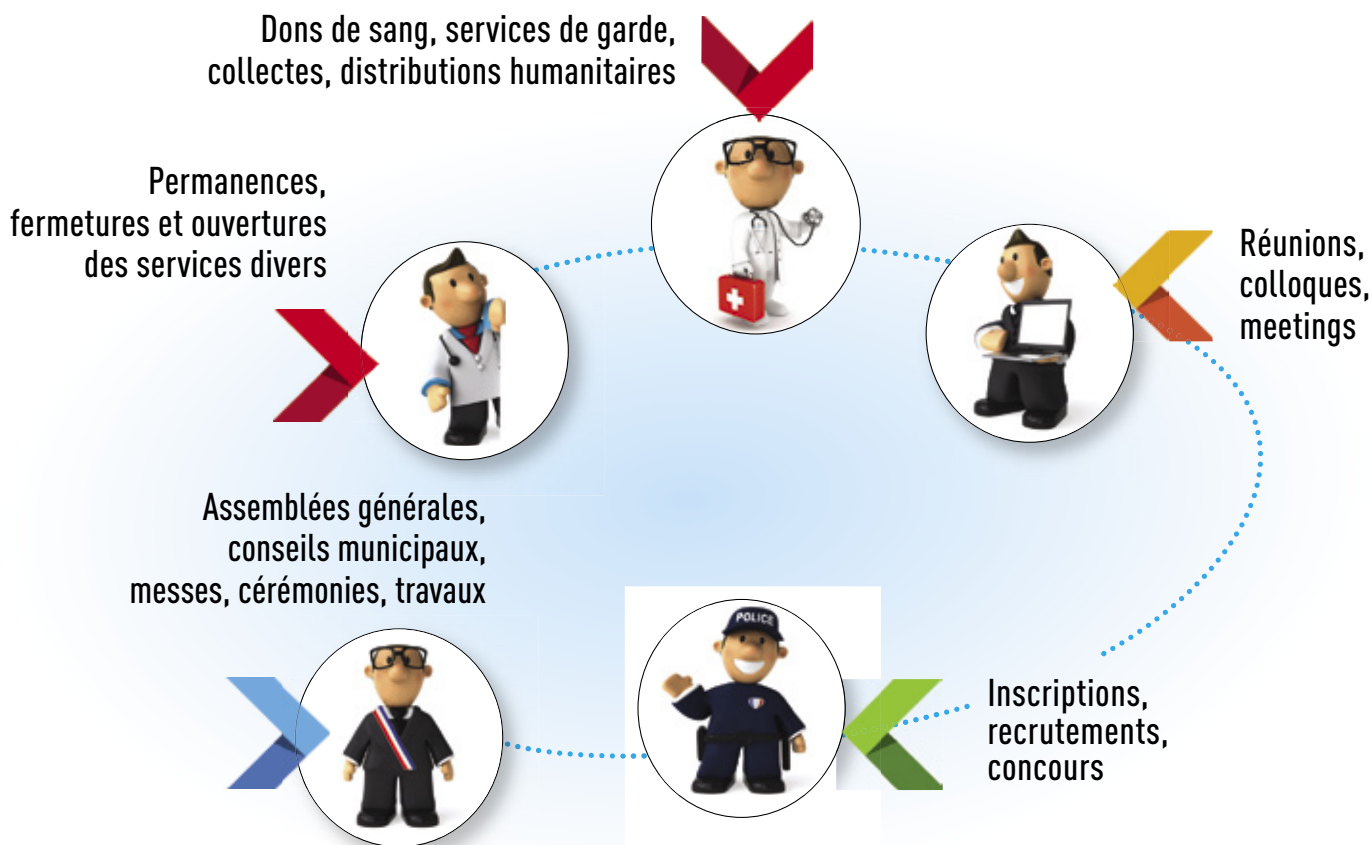 Dons de sang, services de garde,
collectes, distributions humanitaires
Permanences,
fermetures et ouvertures
des services divers
Réunions,
colloques,
meetings
Assemblées générales,
conseils municipaux,
messes, cérémonies, travaux
POLICE
Inscriptions,
recrutements,
concours